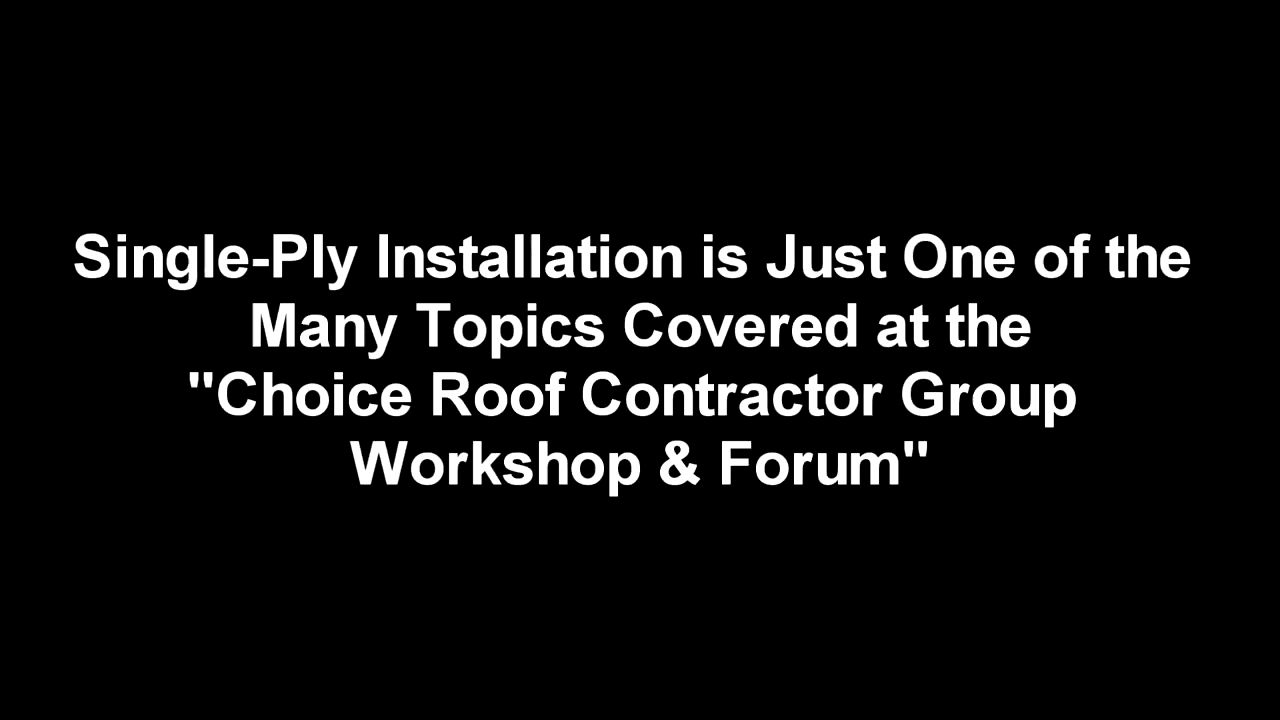 Single-Ply Installation is Just One of the
Many Topics Covered at the
"Choice Roof Contractor Group
Workshop & Forum"